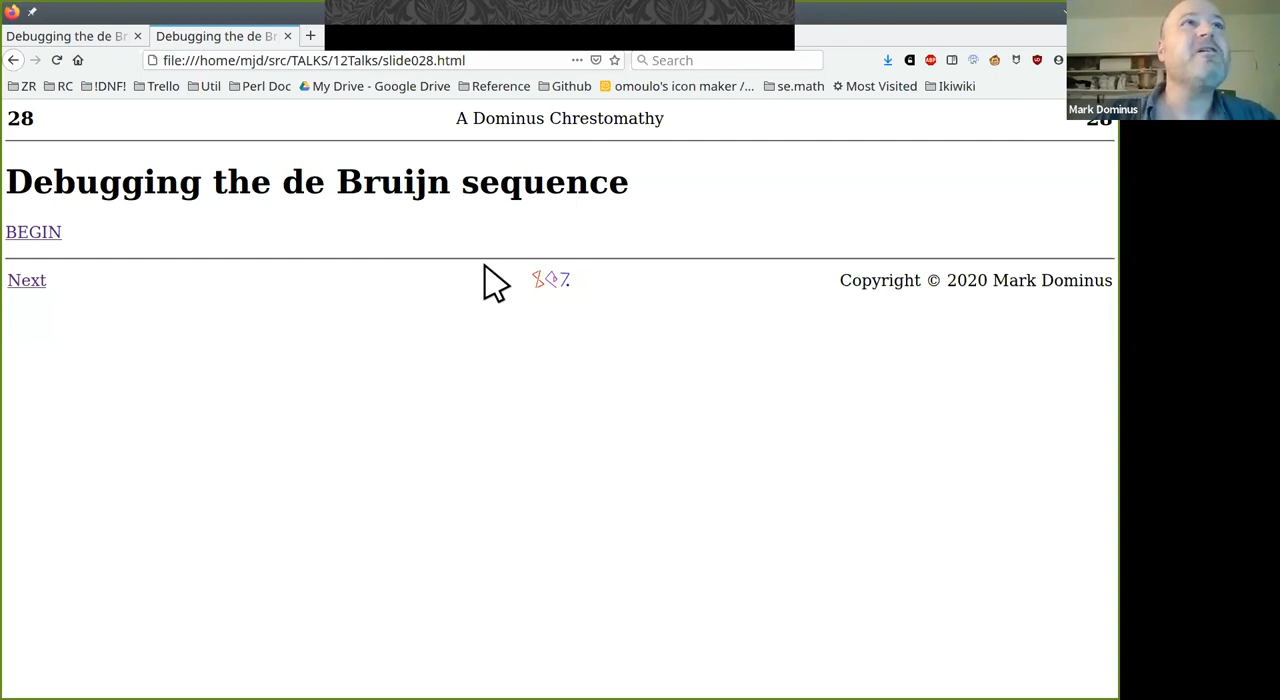 Debugging the de Br
Debugging the de Br
file:///home/mjd/src/TALKS/12Talks/slide028.html
Search
ZR RC !DNF! Trello Util Perl Doc My Drive - Google Drive Reference Github omoulo's icon maker /... se.math Most Visited Ikiwiki
Mark Dominus
28 A Dominus Chrestomathy 28
Debugging the de Bruijn sequence
BEGIN
Next Copyright © 2020 Mark Dominus